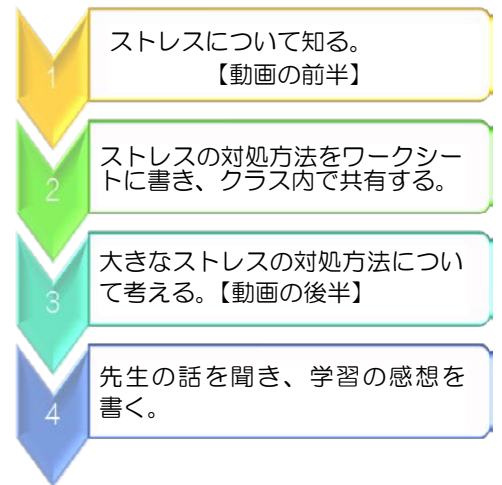 1
ストレスについて知る。
【動画の前半】
2
ストレスの対処方法をワークシー
トに書き、クラス内で共有する。
3
大きなストレスの対処方法につい
て考える。【動画の後半】
4
先生の話を聞き、学習の感想を
書く。